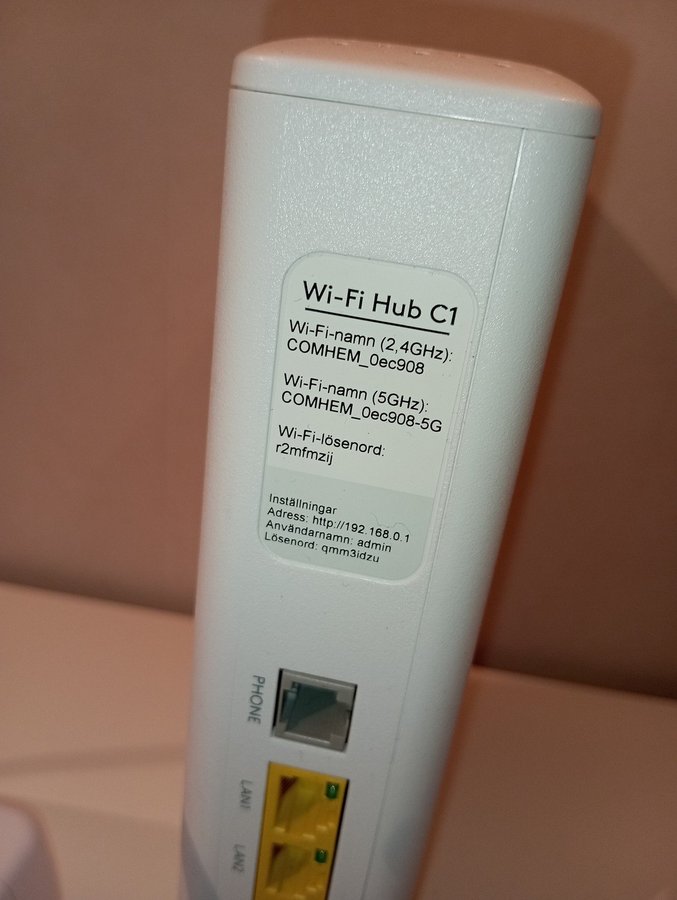 Wi-Fi Hub C1
Wi-Fi-namn (2,4GHz):
COMHEM_0ec908
Wi-Fi-namn (5GHz):
COMHEM_0ec908-5G
Wi-Fi-lösenord:
r2mfmzij
Inställningar
Adress: http://192.168.0.1
Användarnamn: admin
Lösenord: qmm3idzu
PHONE
LAN1
LAN2